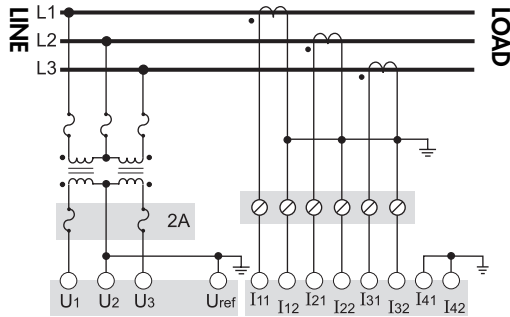 LINE
L1
L2
L3
LOAD
2A
U1 U2 U3 Uref I11 I12 I21 I22 I31 I32 I41 I42